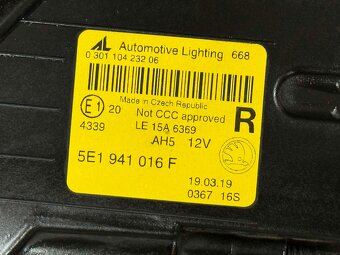 AL Automotive Lighting 668
0 301 104 232 06
Made in Czech Republic
E1 20 Not CCC approved R
4339 LE 15A 6369
AH5 12V
5E1 941 016 F
19.03.19
0367 16S